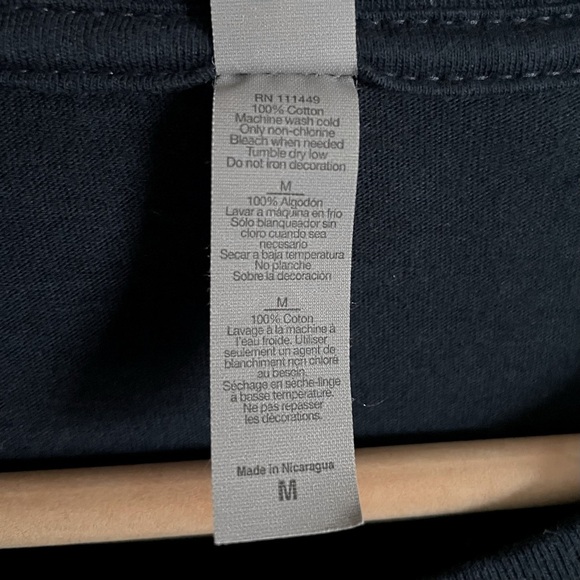 RN 111449
100% Cotton
Machine wash cold
Only non-chlorine
Bleach when needed
Tumble dry low
Do not iron decoration
M
100% Algodón
Lavar a máquina en frio
Sólo blanqueador sin
cloro cuando sea
necesario
Secar a baja temperatura
No planche
Sobre la decoración
M
100% Coton
Lavage à la machine à
l'eau froide. Utiliser
seulement un agent de
blanchiment non chloré
au besoin.
Séchage en sèche-linge
à basse température.
Ne pas repasser
les décorations.
Made in Nicaragua
M